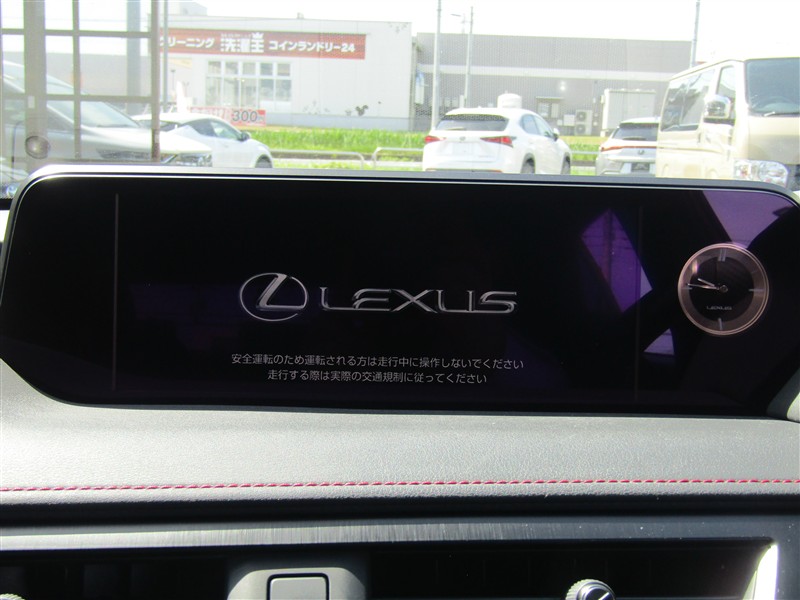 クリーニング 洗濯王 コインランドリー24
300
LEXUS
LEXUS
安全運転のため運転される方は走行中に操作しないでください
走行する際は実際の交通規制に従ってください